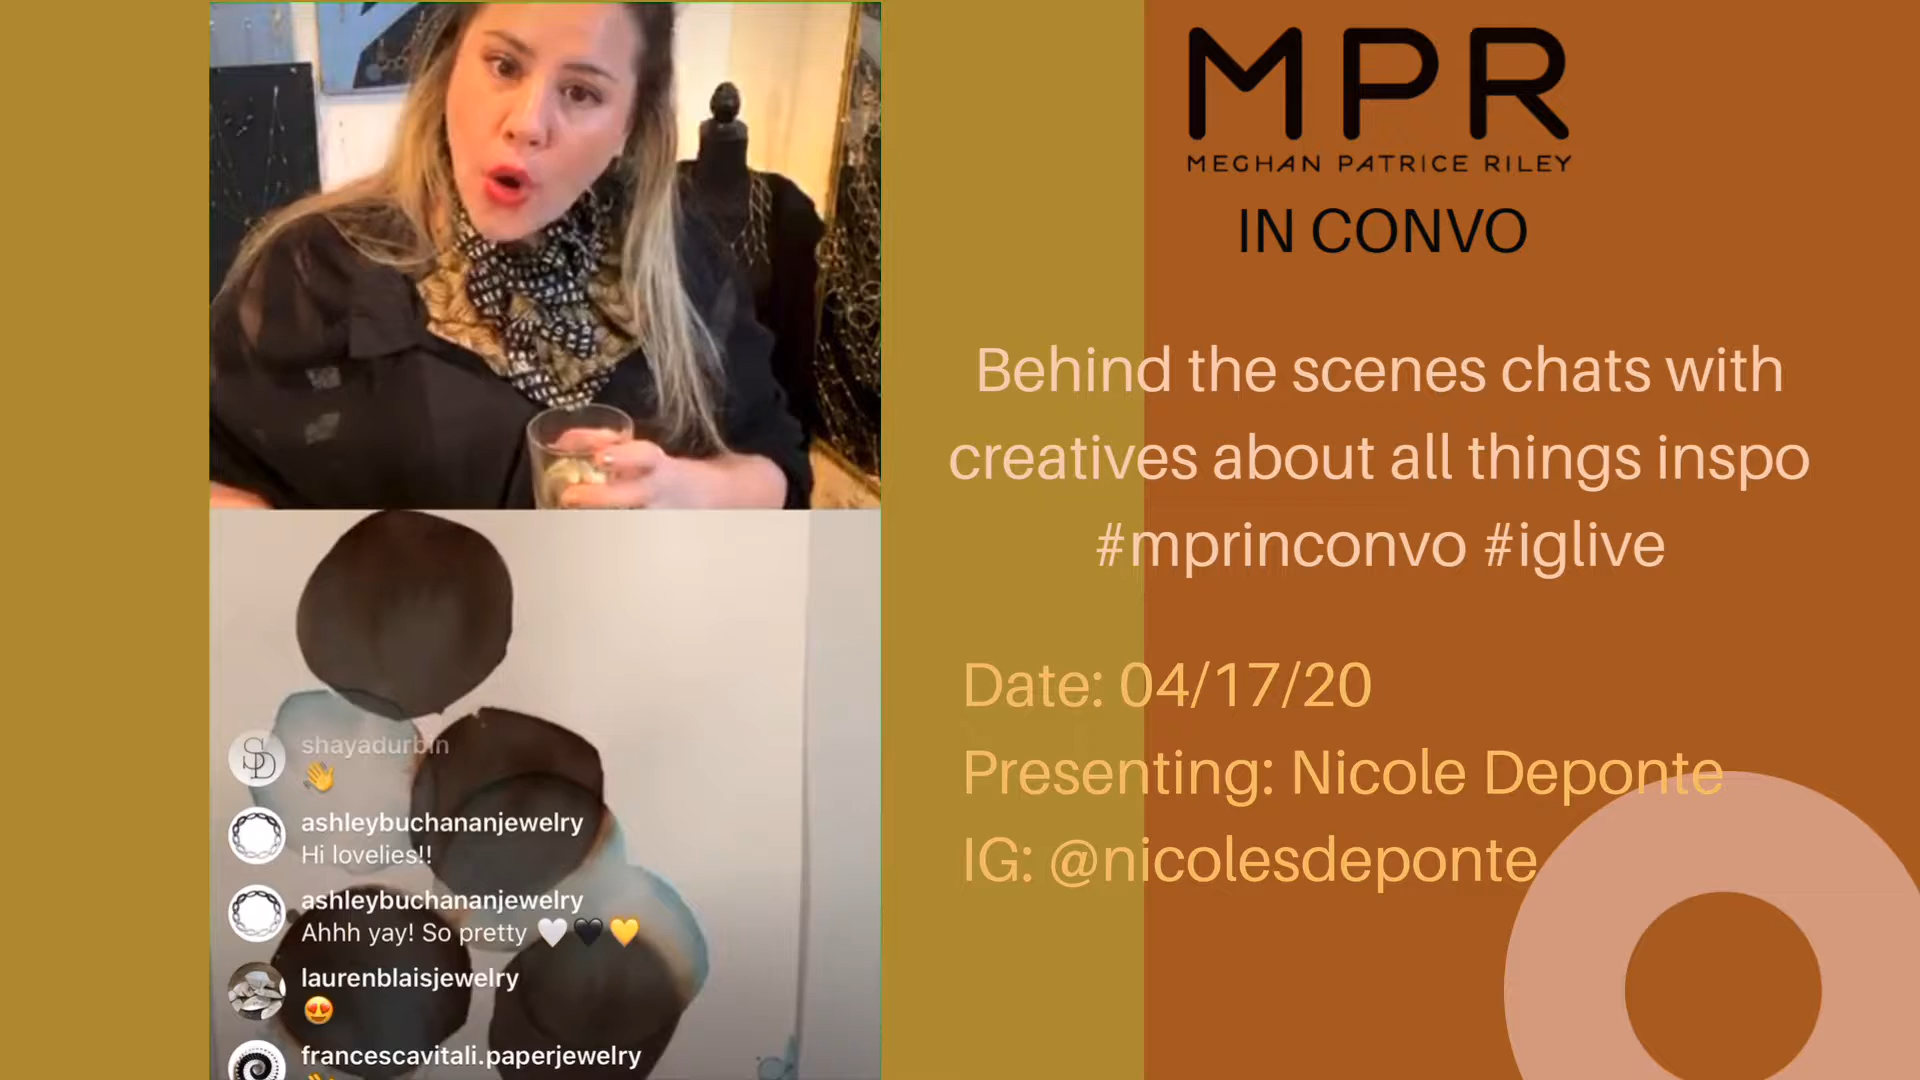 MPR
MEGHAN PATRICE RILEY
IN CONVO
Behind the scenes chats with
creatives about all things inspo
#mprinconvo #iglive
Date: 04/17/20
Presenting: Nicole Deponte
IG: @nicolesdeponte
SD
shayadurbin
👋
ashleybuchananjewelry
Hi lovelies!!
ashleybuchananjewelry
Ahhh yay! So pretty 🤍🖤💛
laurenblaisjewelry
😍
francescavitali.paperjewelry